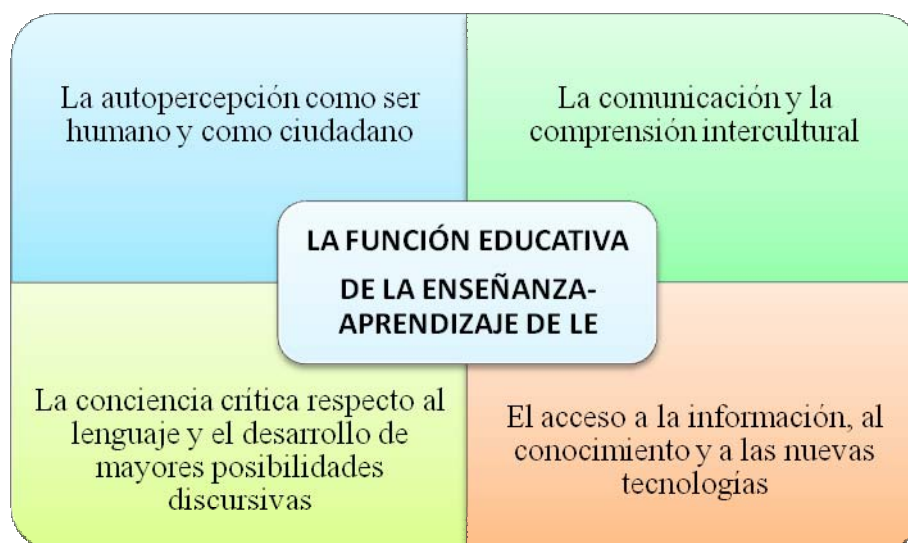 La autopercepción como ser
humano y como ciudadano
La comunicación y la
comprensión intercultural
LA FUNCIÓN EDUCATIVA
DE LA ENSEÑANZA-
APRENDIZAJE DE LE
La conciencia crítica respecto al
lenguaje y el desarrollo de
mayores posibilidades
discursivas
El acceso a la información, al
conocimiento y a las nuevas
tecnologías